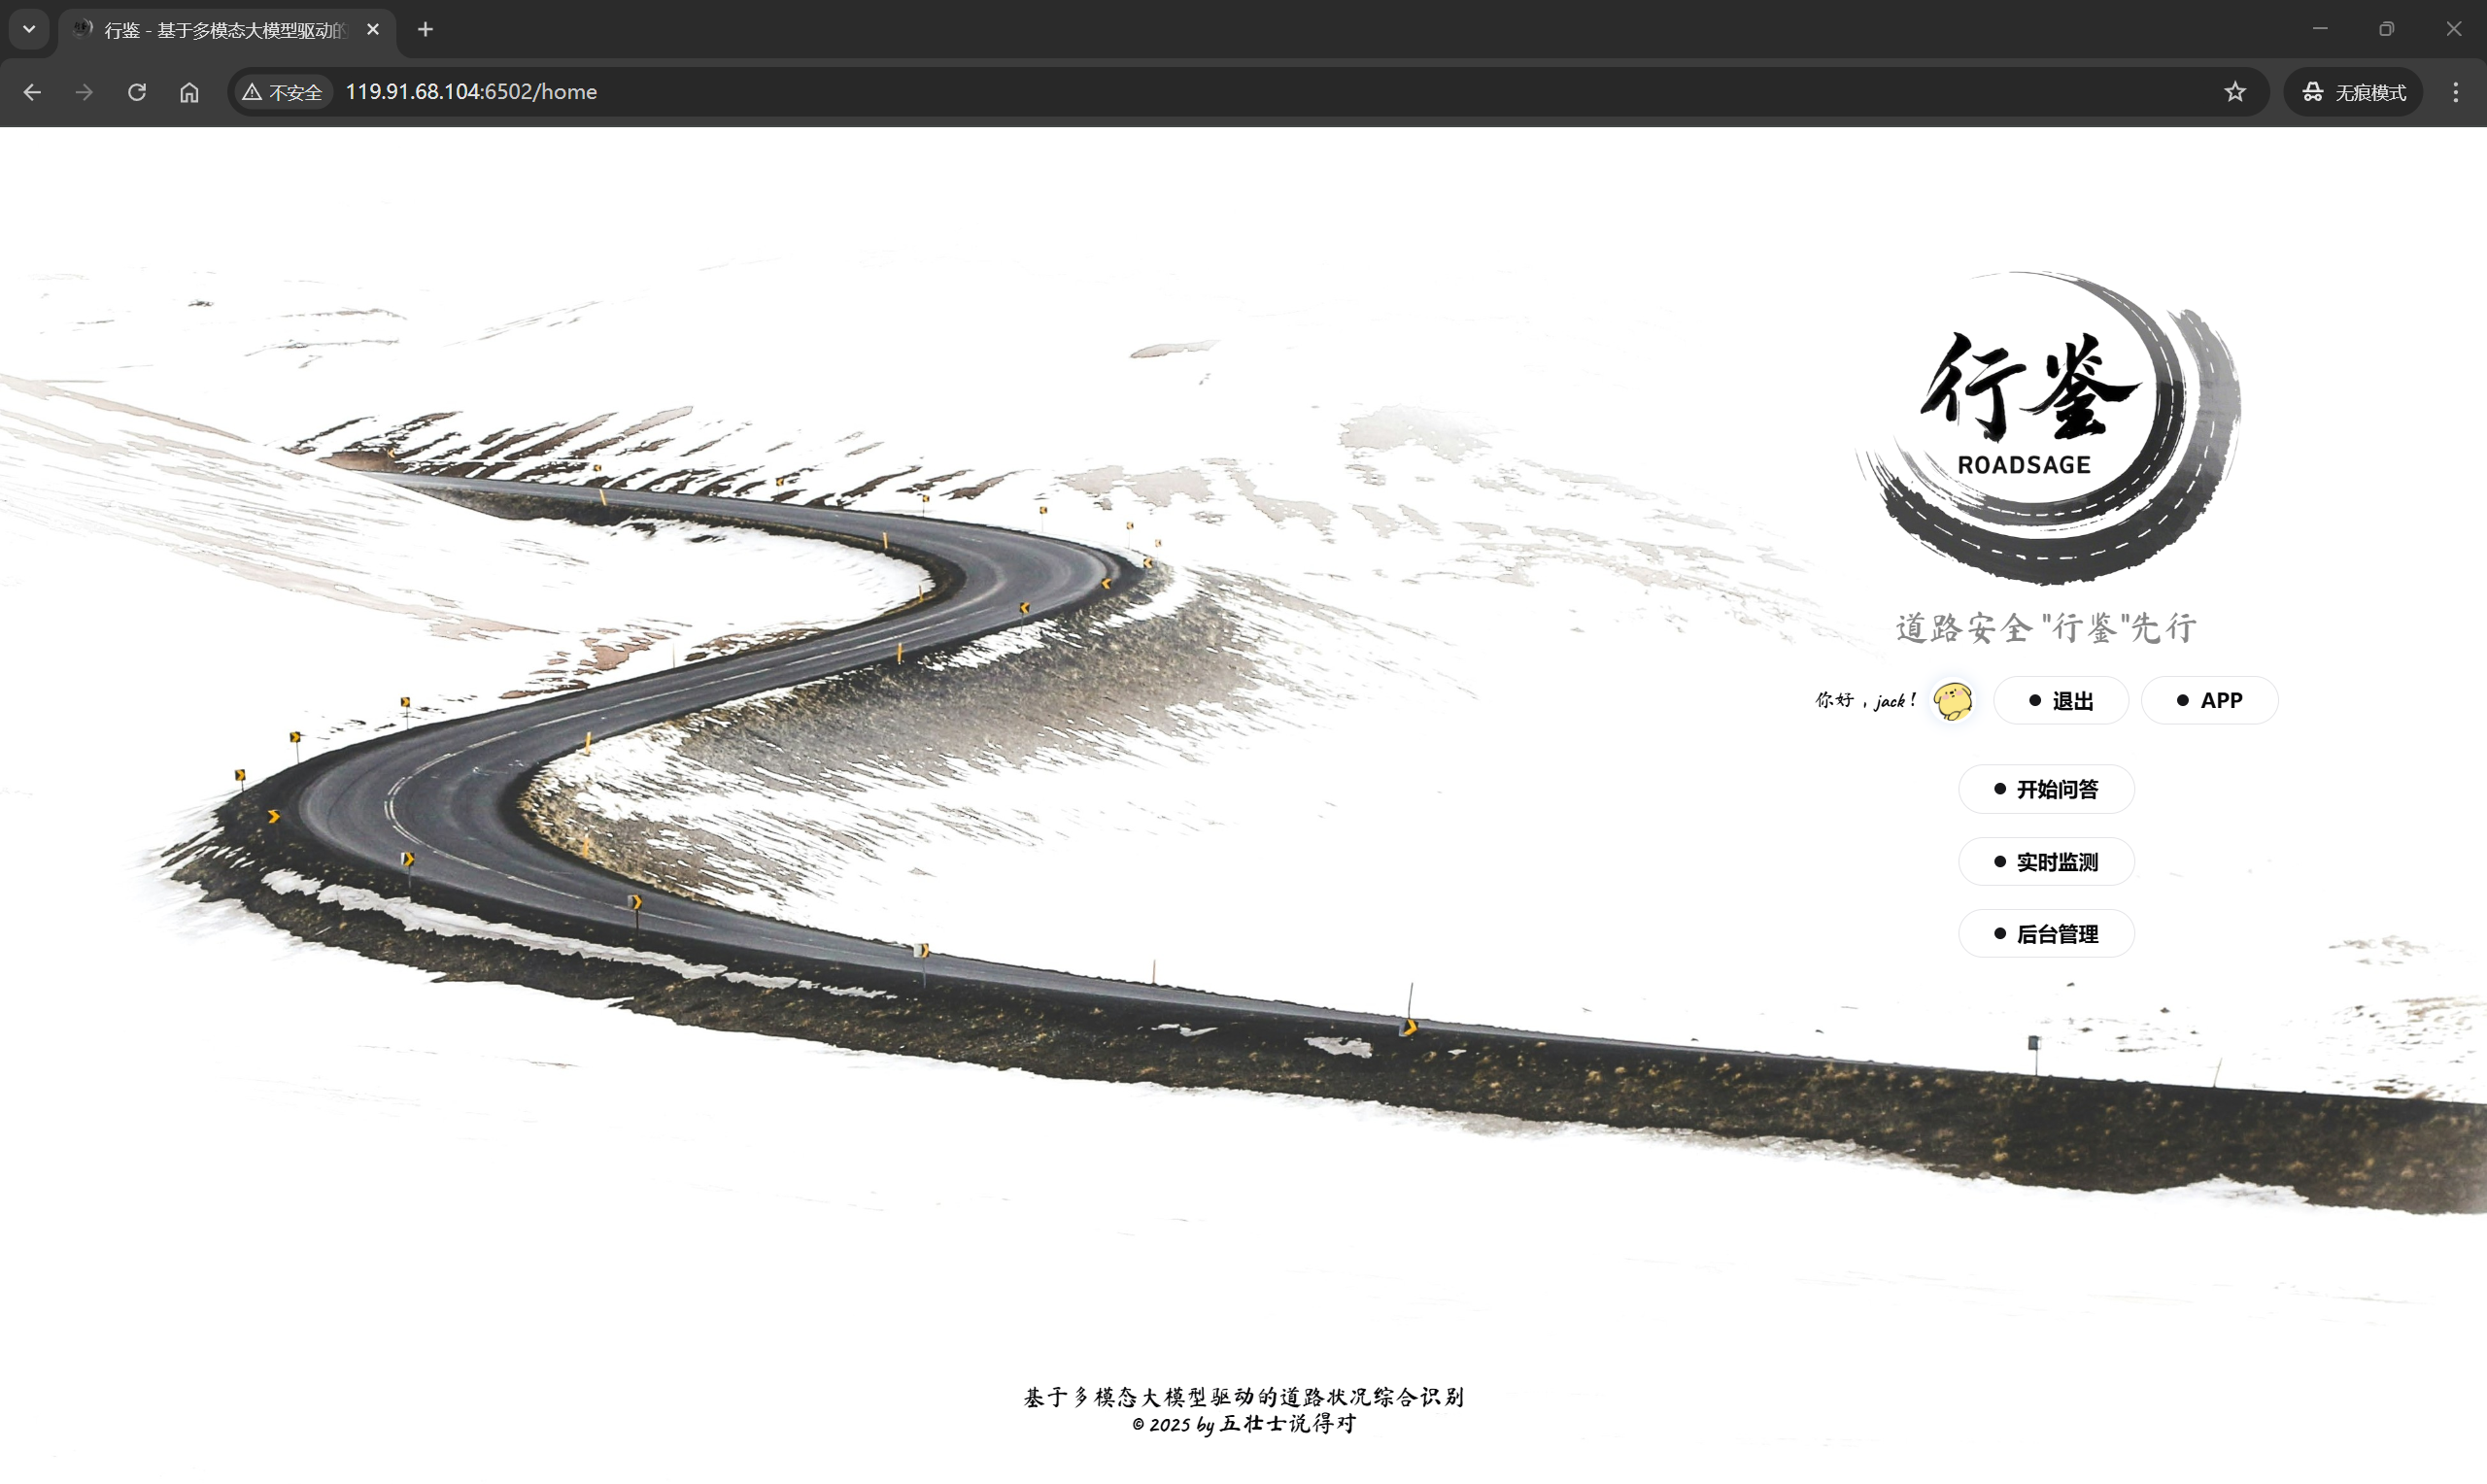 行鉴 - 基于多模态大模型驱动的
不安全
119.91.68.104:6502/home
无痕模式
行鉴
ROADSAGE
道路安全"行鉴"先行
你好，jack！
退出
APP
开始问答
实时监测
后台管理
基于多模态大模型驱动的道路状况综合识别
© 2025 by 五壮士说得对